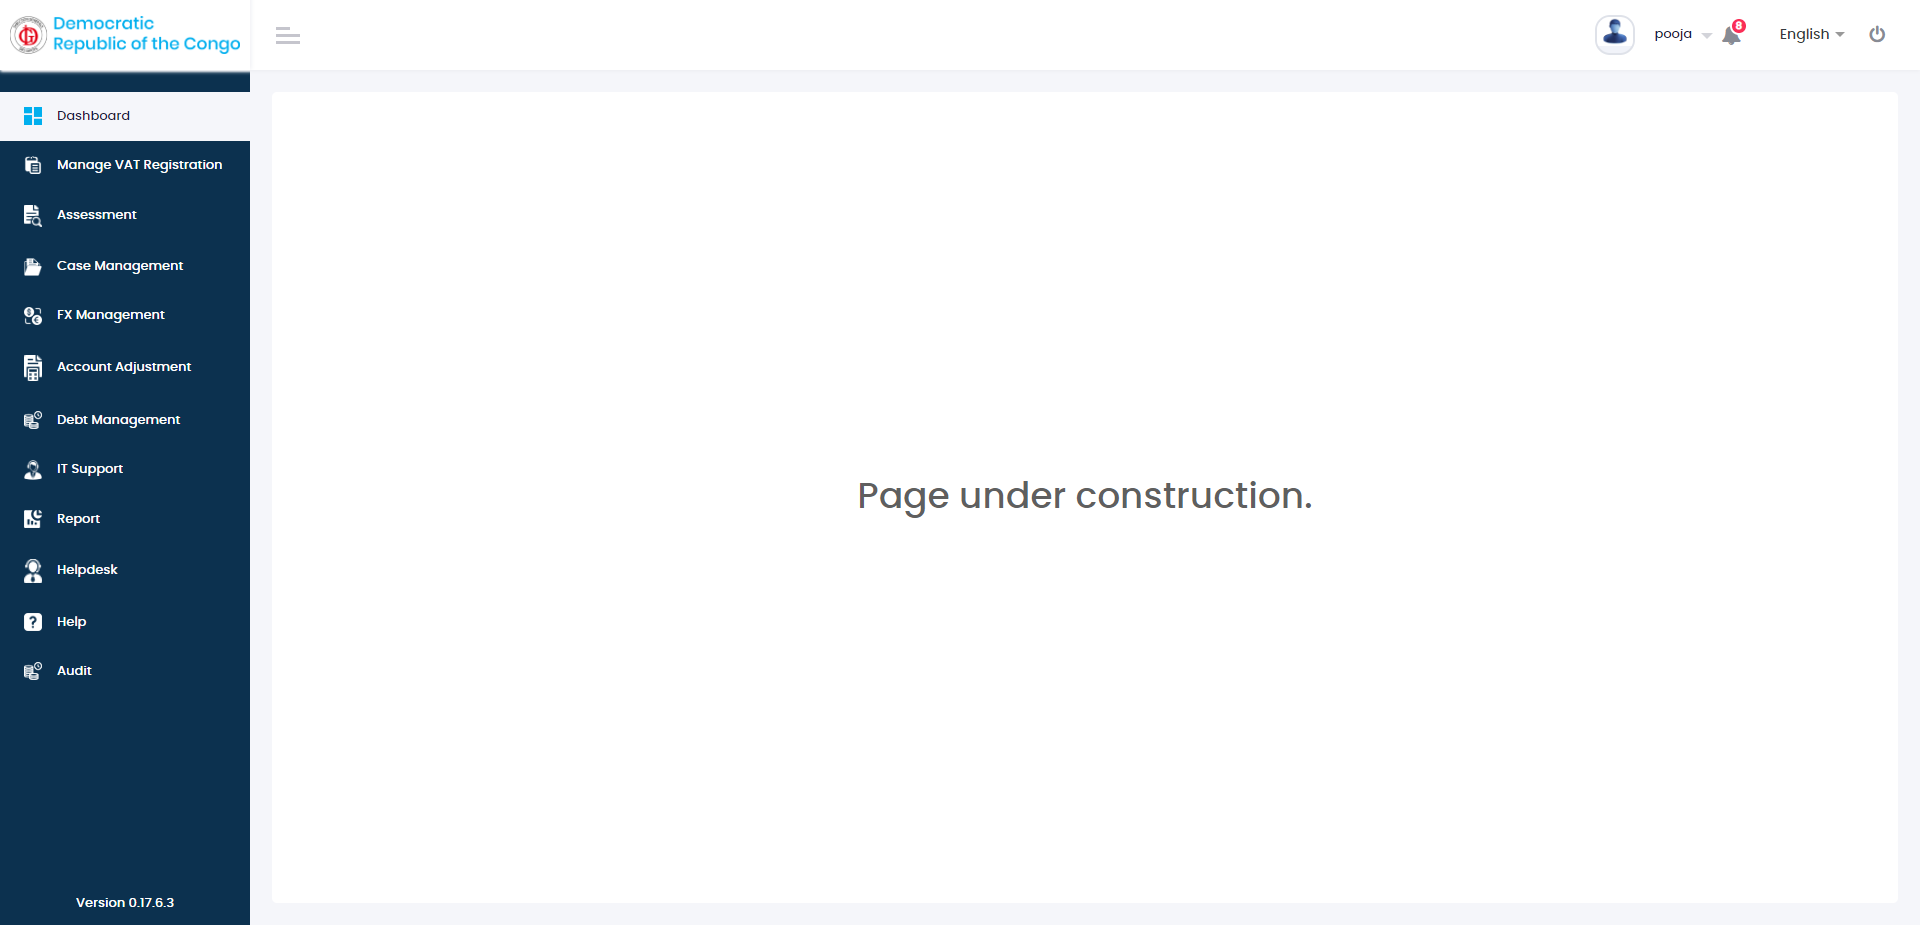 Democratic
Republic of the Congo
pooja
8
English
Dashboard
Manage VAT Registration
Assessment
Case Management
FX Management
Account Adjustment
Debt Management
IT Support
Report
Helpdesk
Help
Audit
Page under construction.
Version 0.17.6.3